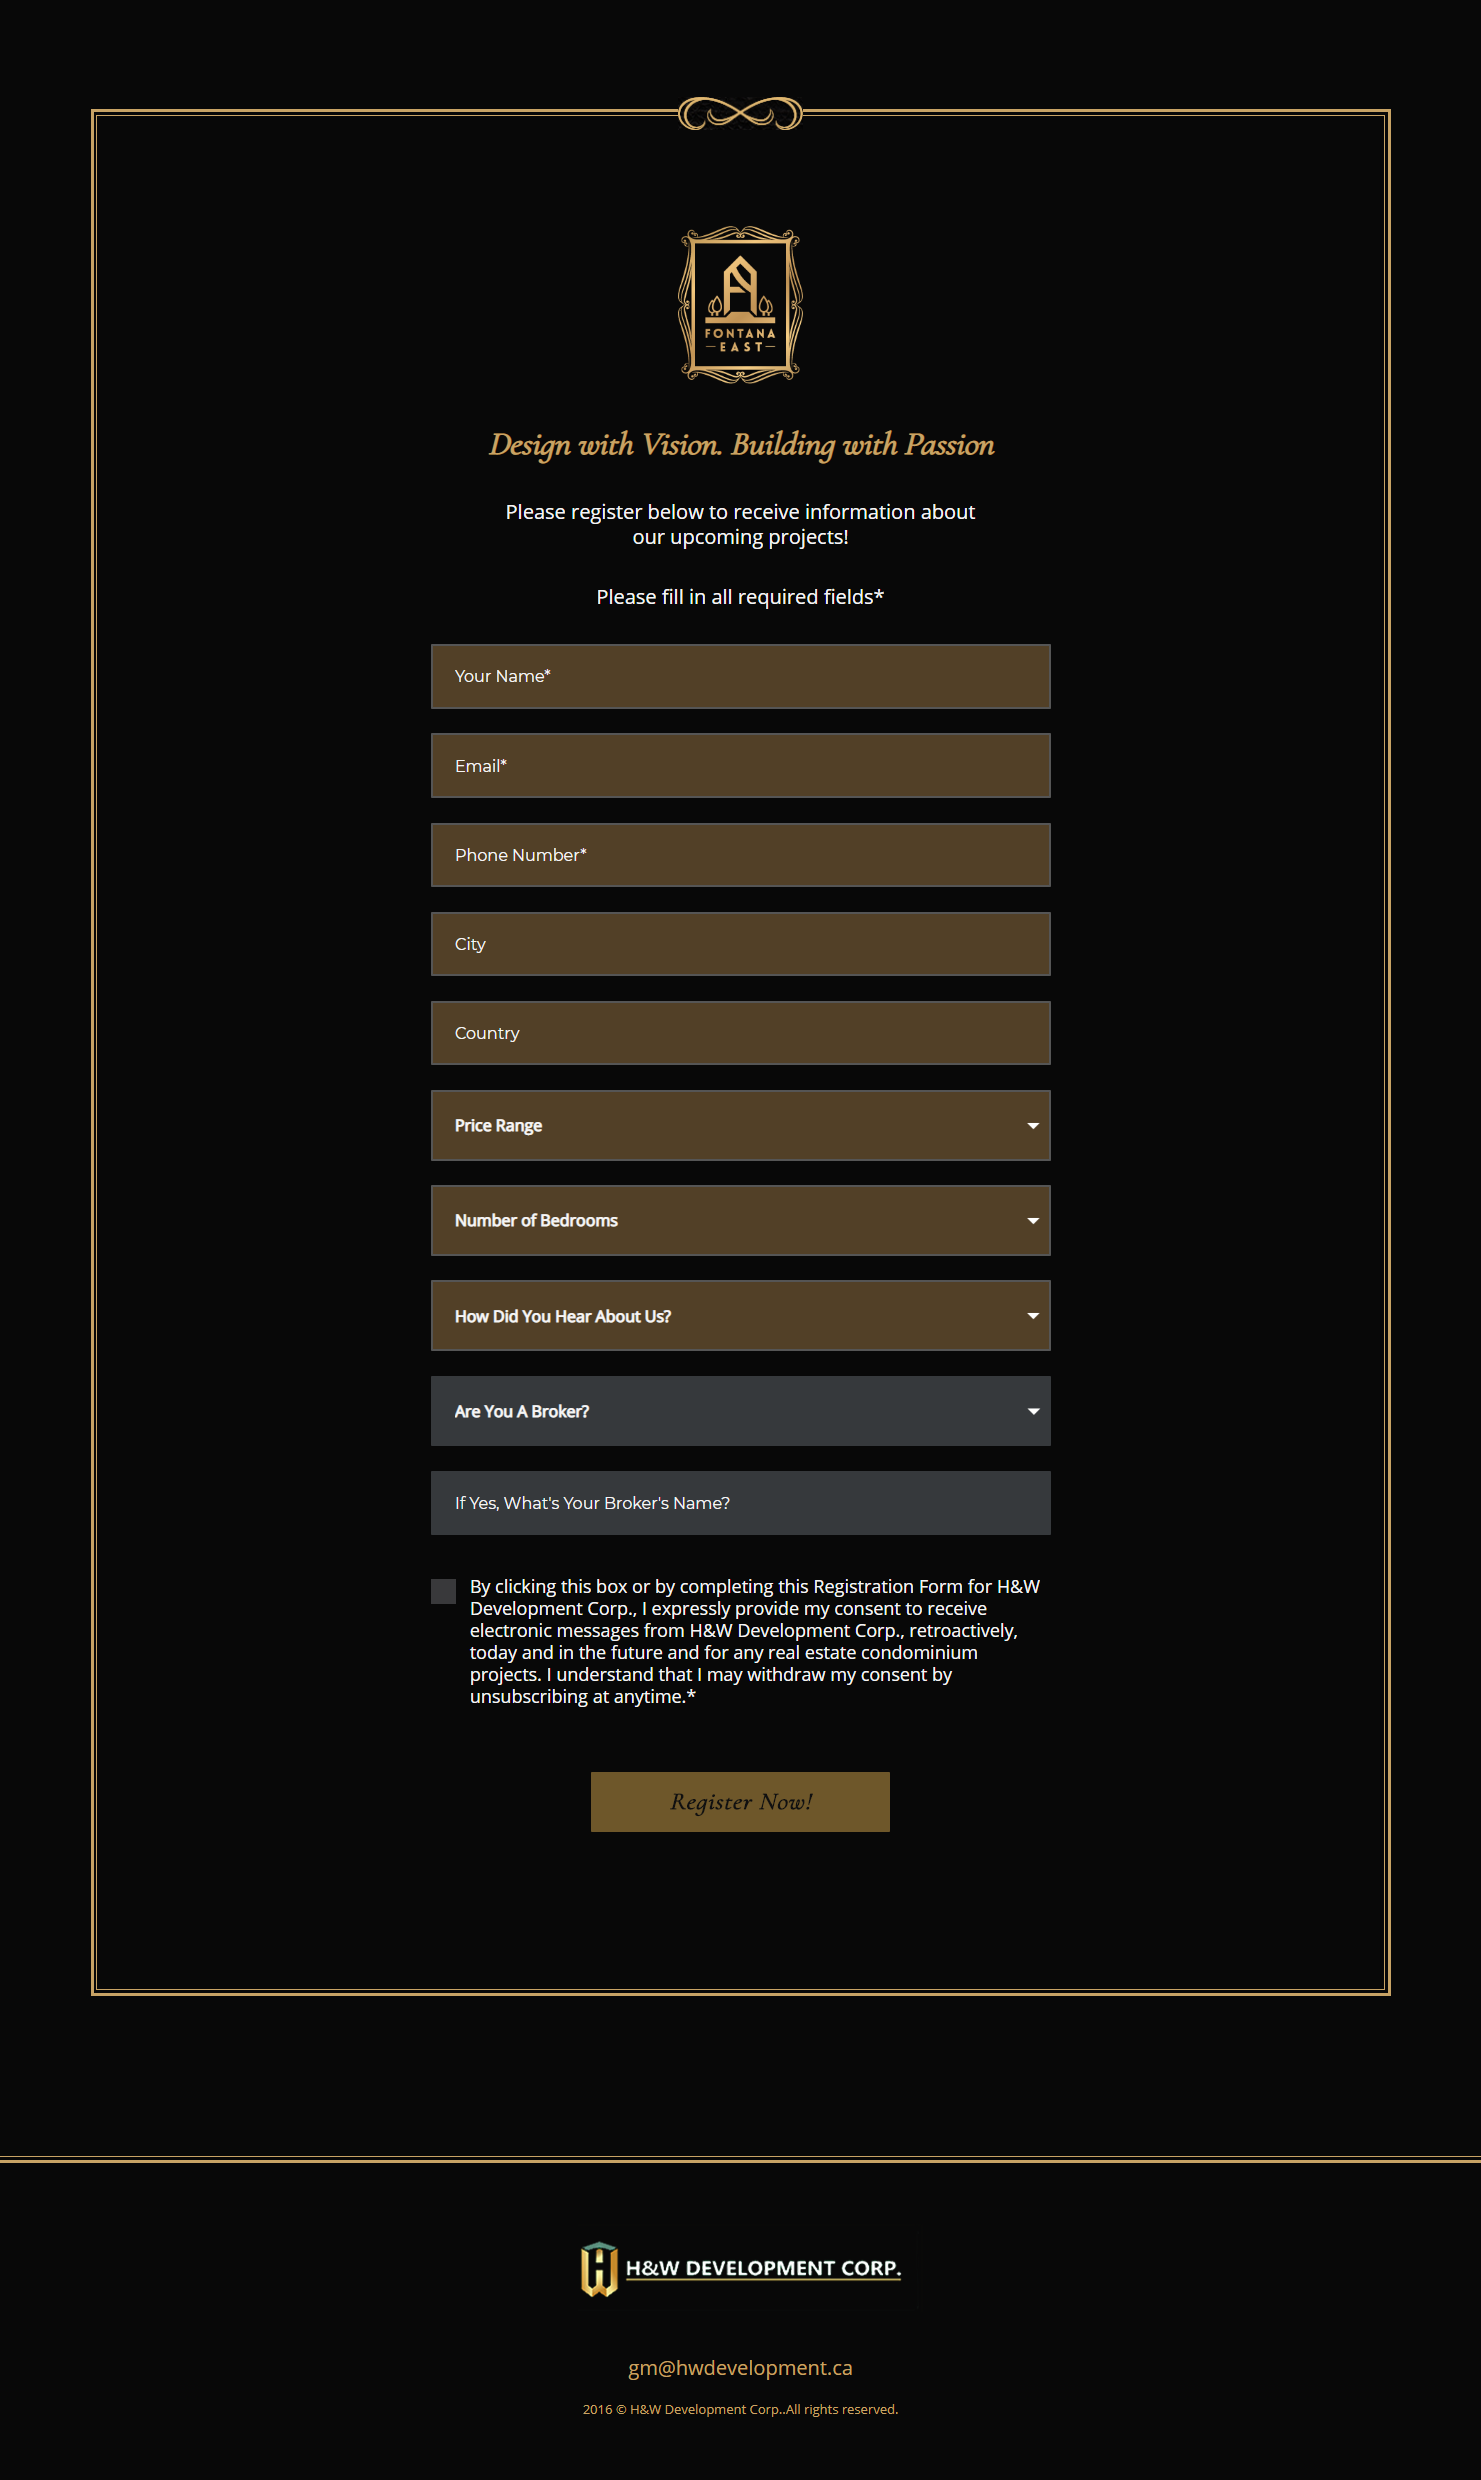 FONTANA
EAST
Design with Vision. Building with Passion
Please register below to receive information about
our upcoming projects!
Please fill in all required fields*
Your Name*
Email*
Phone Number*
City
Country
Price Range
Number of Bedrooms
How Did You Hear About Us?
Are You A Broker?
If Yes, What's Your Broker's Name?
By clicking this box or by completing this Registration Form for H&W
Development Corp., I expressly provide my consent to receive
electronic messages from H&W Development Corp., retroactively,
today and in the future and for any real estate condominium
projects. I understand that I may withdraw my consent by
unsubscribing at anytime.*
Register Now!
H&W DEVELOPMENT CORP.
gm@hwdevelopment.ca
2016 © H&W Development Corp..All rights reserved.